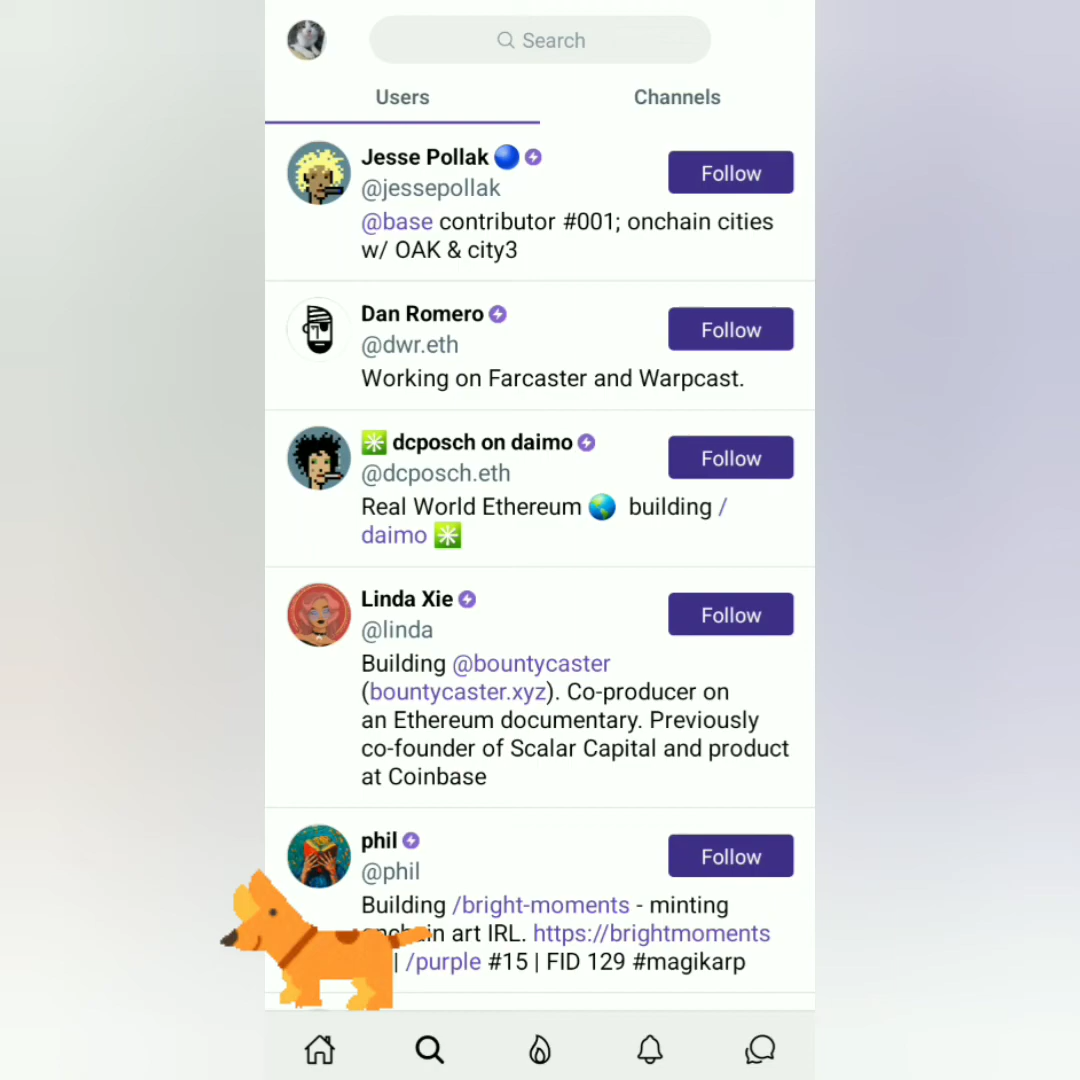 Search
Users
Channels
Jesse Pollak 🔵
@jessepollak
Follow
@base contributor #001; onchain cities
w/ OAK & city3
Dan Romero
@dwr.eth
Follow
Working on Farcaster and Warpcast.
✳️ dcposch on daimo
@dcposch.eth
Follow
Real World Ethereum 🌎 building /
daimo ✳️
Linda Xie
@linda
Follow
Building @bountycaster
(bountycaster.xyz). Co-producer on
an Ethereum documentary. Previously
co-founder of Scalar Capital and product
at Coinbase
phil
@phil
Follow
Building /bright-moments - minting
art IRL. https://brightmoments
| /purple #15 | FID 129 #magikarp